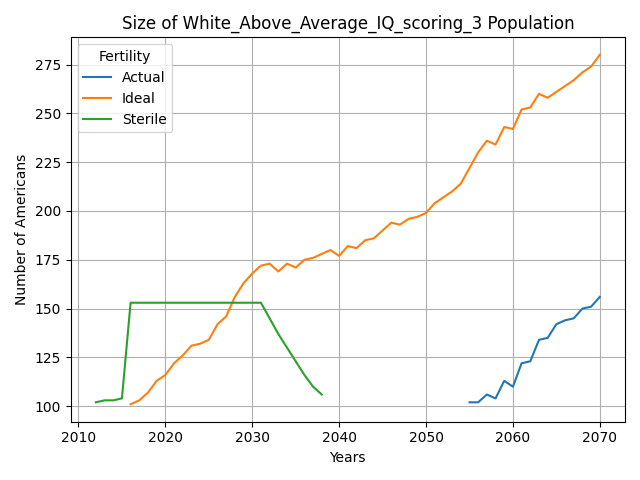 Size of White_Above_Average_IQ_scoring_3 Population
Fertility
Actual
Ideal
Sterile
Number of Americans
275
250
225
200
175
150
125
100
2010 2020 2030 2040 2050 2060 2070
Years